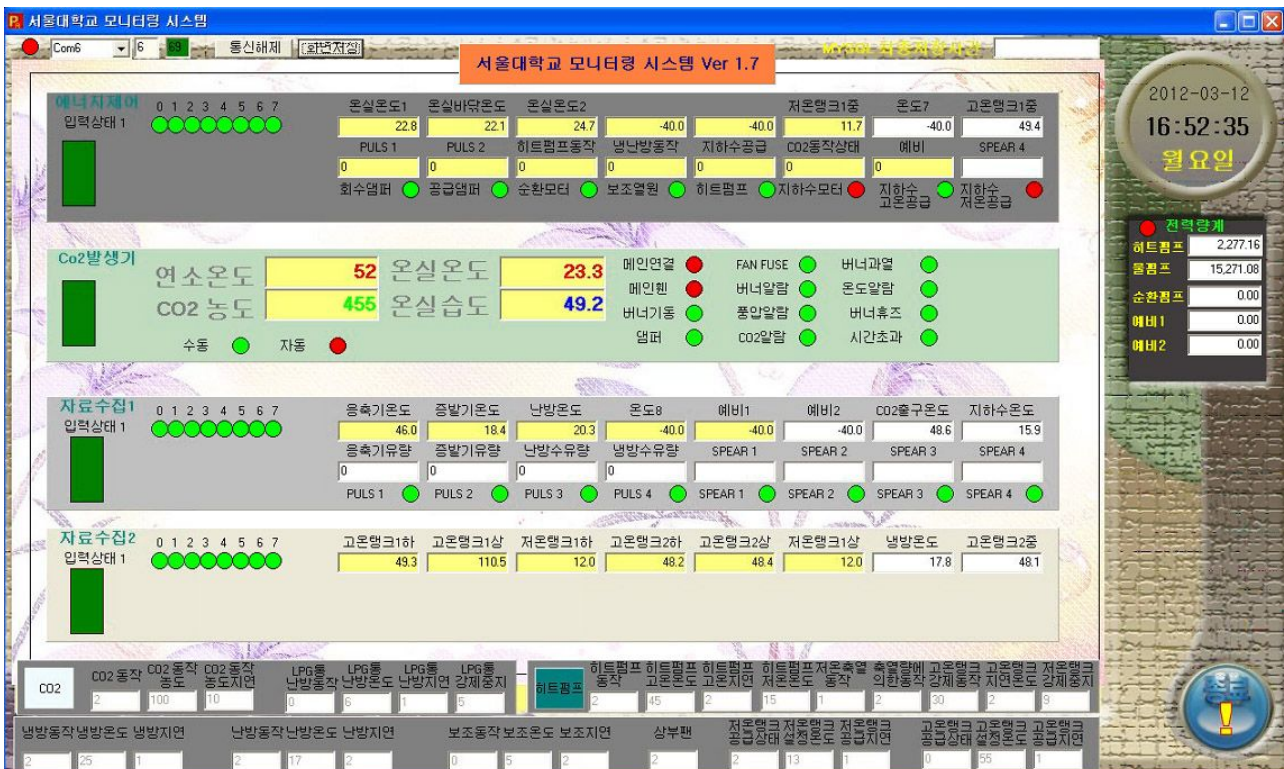 서울대학교 모니터링 시스템
Com6 6 69 통신해제 화면저장 MYSQL 최종저장시간
서울대학교 모니터링 시스템 Ver 1.7
2012-03-12
16:52:35
월요일
에너지제어 0 1 2 3 4 5 6 7
입력상태 1
온실온도1 온실바닥온도 온실온도2 저온탱크1중 온도7 고온탱크1중
22.8 22.1 24.7 -40.0 -40.0 11.7 -40.0 49.4
PULS 1 PULS 2 히트펌프동작 냉난방동작 지하수공급 CO2동작상태 예비 SPEAR 4
0 0 0 0 0 0 0
회수댐퍼 공급댐퍼 순환모터 보조열원 히트펌프 지하수모터 지하수 고온공급 지하수 저온공급
전력량계
히트펌프 2,277.16
물펌프 15,271.08
순환펌프 0.00
예비1 0.00
예비2 0.00
Co2발생기
연소온도 52 온실온도 23.3
CO2 농도 455 온실습도 49.2
수동 자동
메인연결 FAN FUSE 버너과열
메인휀 버너알람 온도알람
버너기동 풍압알람 버너휴즈
댐퍼 CO2알람 시간초과
자료수집1 0 1 2 3 4 5 6 7
입력상태 1
응축기온도 증발기온도 난방온도 온도8 예비1 예비2 CO2출구온도 지하수온도
46.0 18.4 20.3 -40.0 -40.0 -40.0 48.6 15.9
응축기유량 증발기유량 난방수유량 냉방수유량 SPEAR 1 SPEAR 2 SPEAR 3 SPEAR 4
0 0 0 0
PULS 1 PULS 2 PULS 3 PULS 4 SPEAR 1 SPEAR 2 SPEAR 3 SPEAR 4
자료수집2 0 1 2 3 4 5 6 7
입력상태 1
고온탱크1하 고온탱크1상 저온탱크1하 고온탱크2하 고온탱크2상 저온탱크1상 냉방온도 고온탱크2중
49.3 110.5 12.0 48.2 48.4 12.0 17.8 48.1
CO2 CO2 동작 CO2 동작 농도 CO2 동작 농도지연 LPG통 난방동작 LPG통 난방온도 LPG통 난방지연 LPG통 강제중지
2 100 10 0 6 1 5
히트펌프 히트펌프 동작 히트펌프 고온온도 히트펌프 고온지연 히트펌프 저온온도 저온축열 동작 축열량에 의한동작 고온탱크 강제동작 고온탱크 지연온도 저온탱크 강제중지
2 45 2 15 1 2 30 2 9
냉방동작 냉방온도 냉방지연 난방동작 난방온도 난방지연 보조동작 보조온도 보조지연 상부팬 저온탱크 공급상태 저온탱크 설정온도 저온탱크 공급지연 고온탱크 공급상태 고온탱크 설정온도 고온탱크 공급지연
2 25 1 2 17 2 0 5 2 2 2 13 1 0 55 1
종료